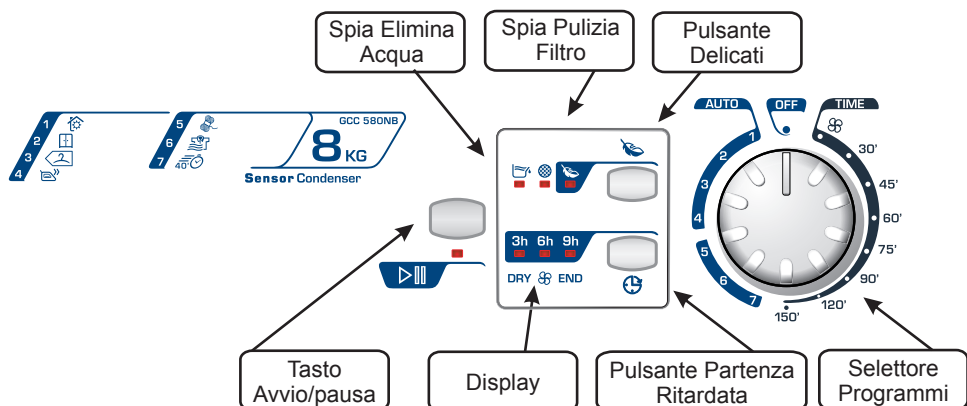 Spia Elimina
Acqua
Spia Pulizia
Filtro
Pulsante
Delicati
1
2
3
4
5
6
7
40'
GCC 580NB
8 KG
Sensor Condenser
3h 6h 9h
DRY END
AUTO OFF TIME
1
2
3
4
5
6
7
30'
45'
60'
75'
90'
120'
150'
Tasto
Avvio/pausa
Display
Pulsante Partenza
Ritardata
Selettore
Programmi